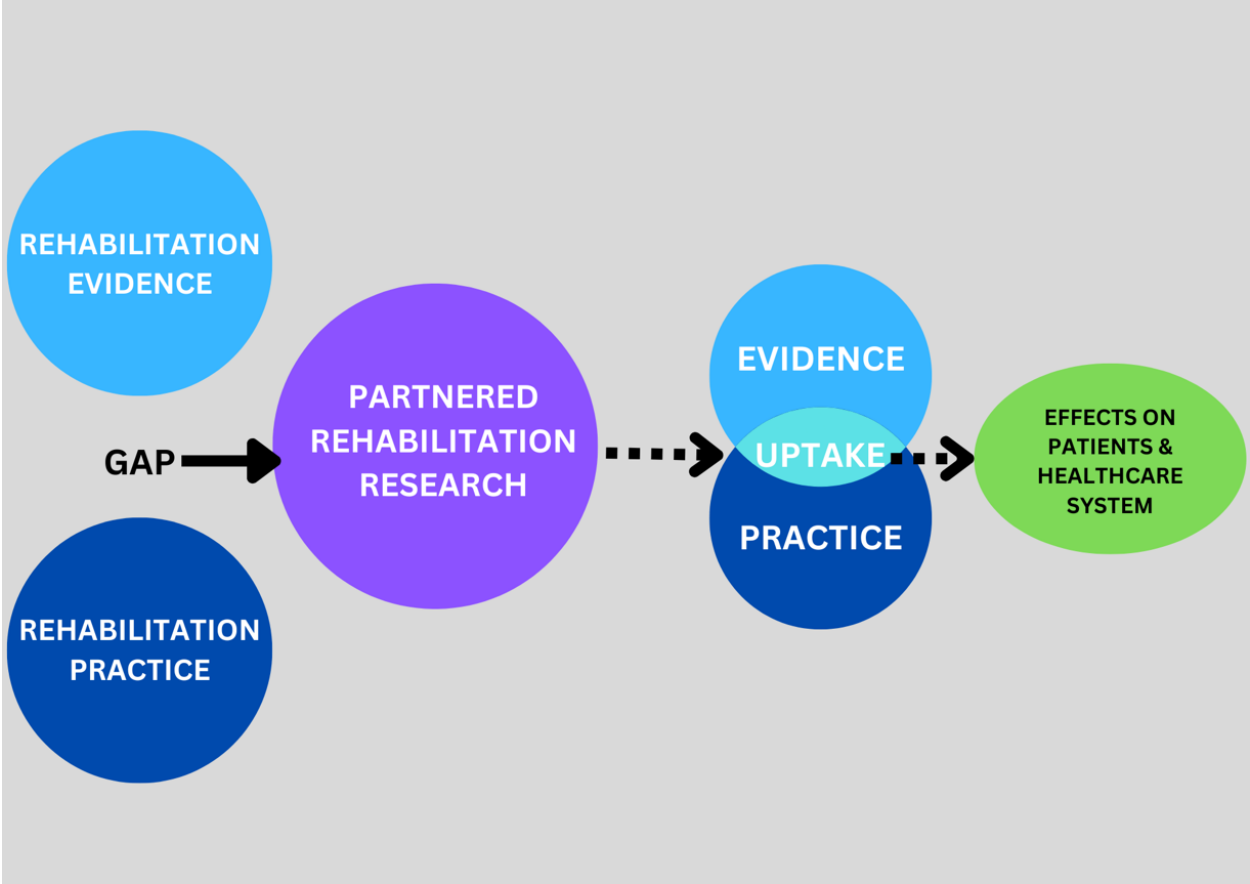 REHABILITATION
EVIDENCE
GAP
REHABILITATION
PRACTICE
PARTNERED
REHABILITATION
RESEARCH
EVIDENCE
UPTAKE
PRACTICE
EFFECTS ON
PATIENTS &
HEALTHCARE
SYSTEM